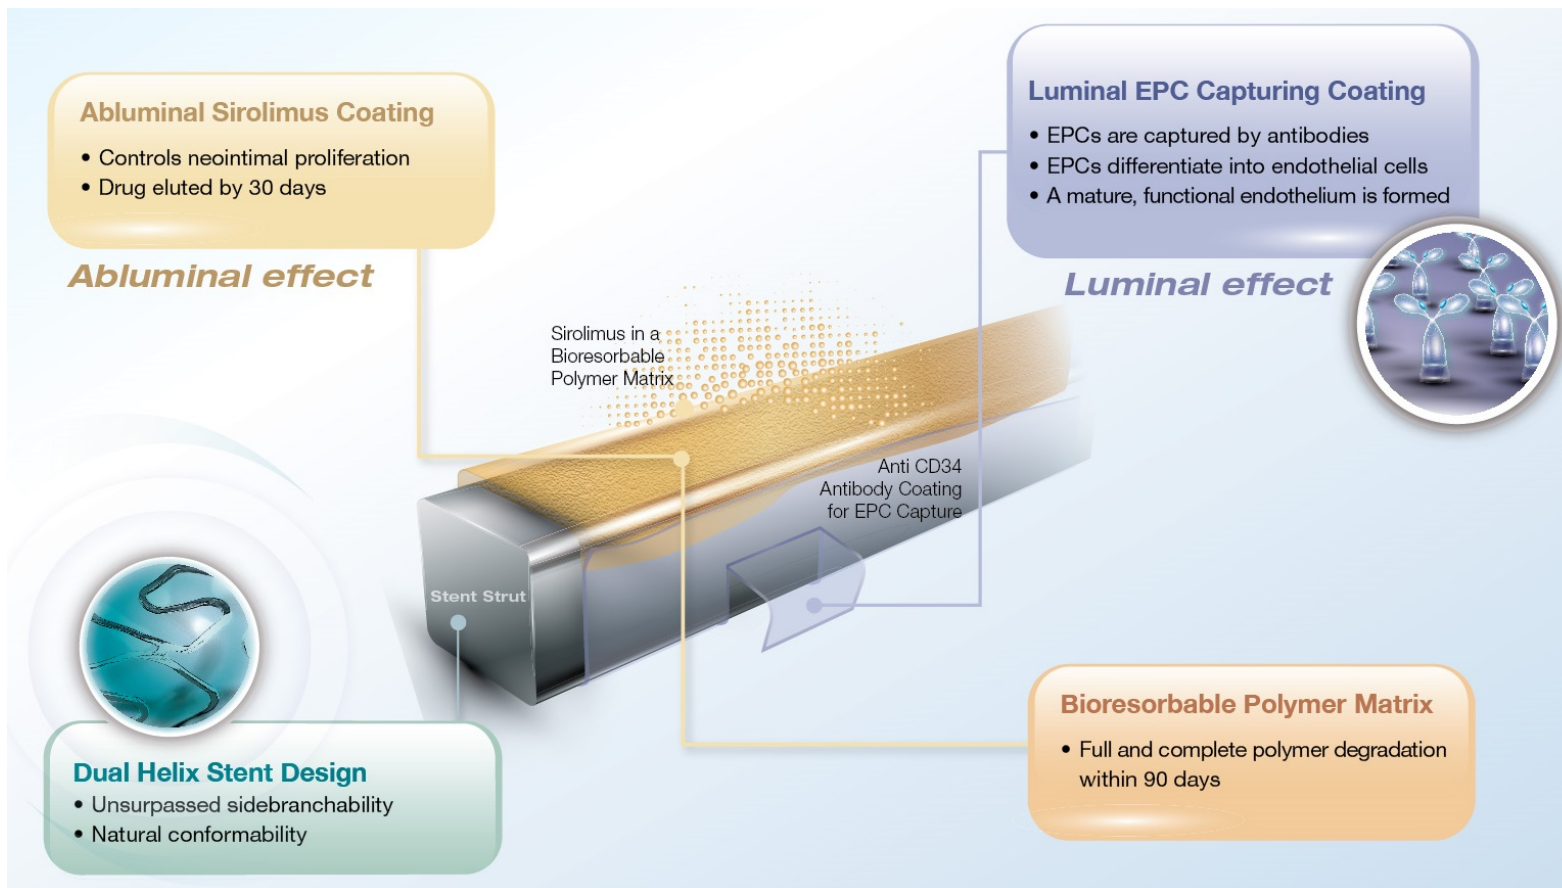 Abluminal Sirolimus Coating
• Controls neointimal proliferation
• Drug eluted by 30 days
Abluminal effect
Luminal EPC Capturing Coating
• EPCs are captured by antibodies
• EPCs differentiate into endothelial cells
• A mature, functional endothelium is formed
Luminal effect
Sirolimus in a
Bioresorbable
Polymer Matrix
Anti CD34
Antibody Coating
for EPC Capture
Stent Strut
Dual Helix Stent Design
• Unsurpassed sidebranchability
• Natural conformability
Bioresorbable Polymer Matrix
• Full and complete polymer degradation
within 90 days